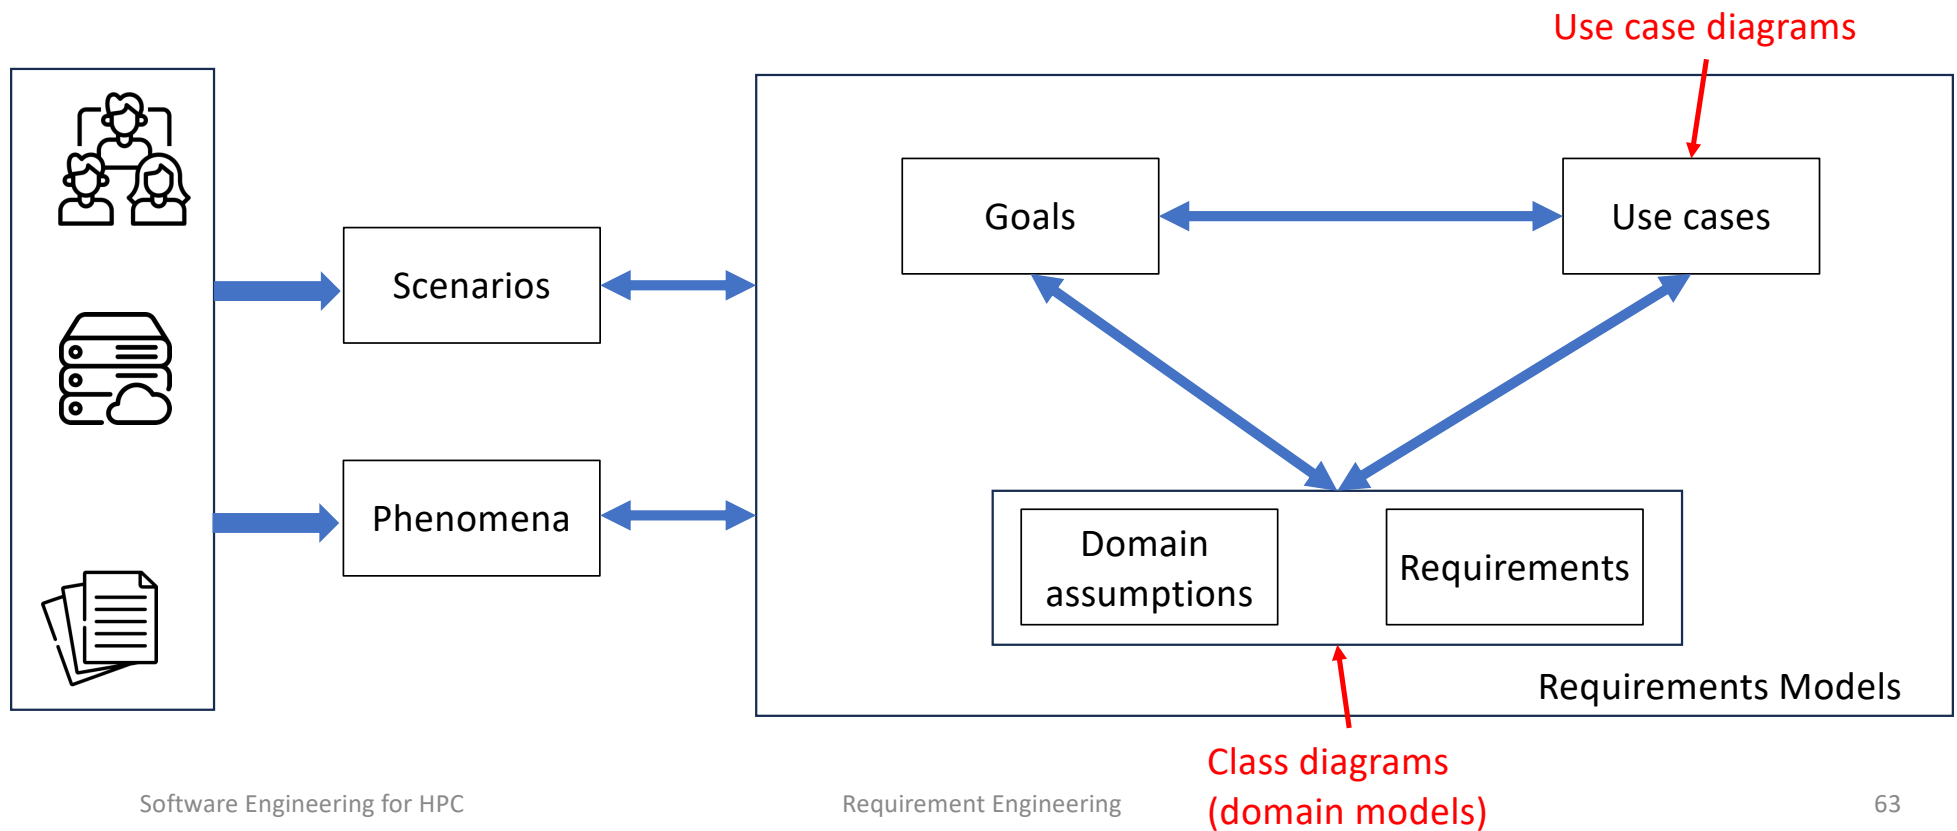 Use case diagrams
Goals
Use cases
Scenarios
Phenomena
Domain
assumptions
Requirements
Requirements Models
Class diagrams
(domain models)
Software Engineering for HPC
Requirement Engineering
63